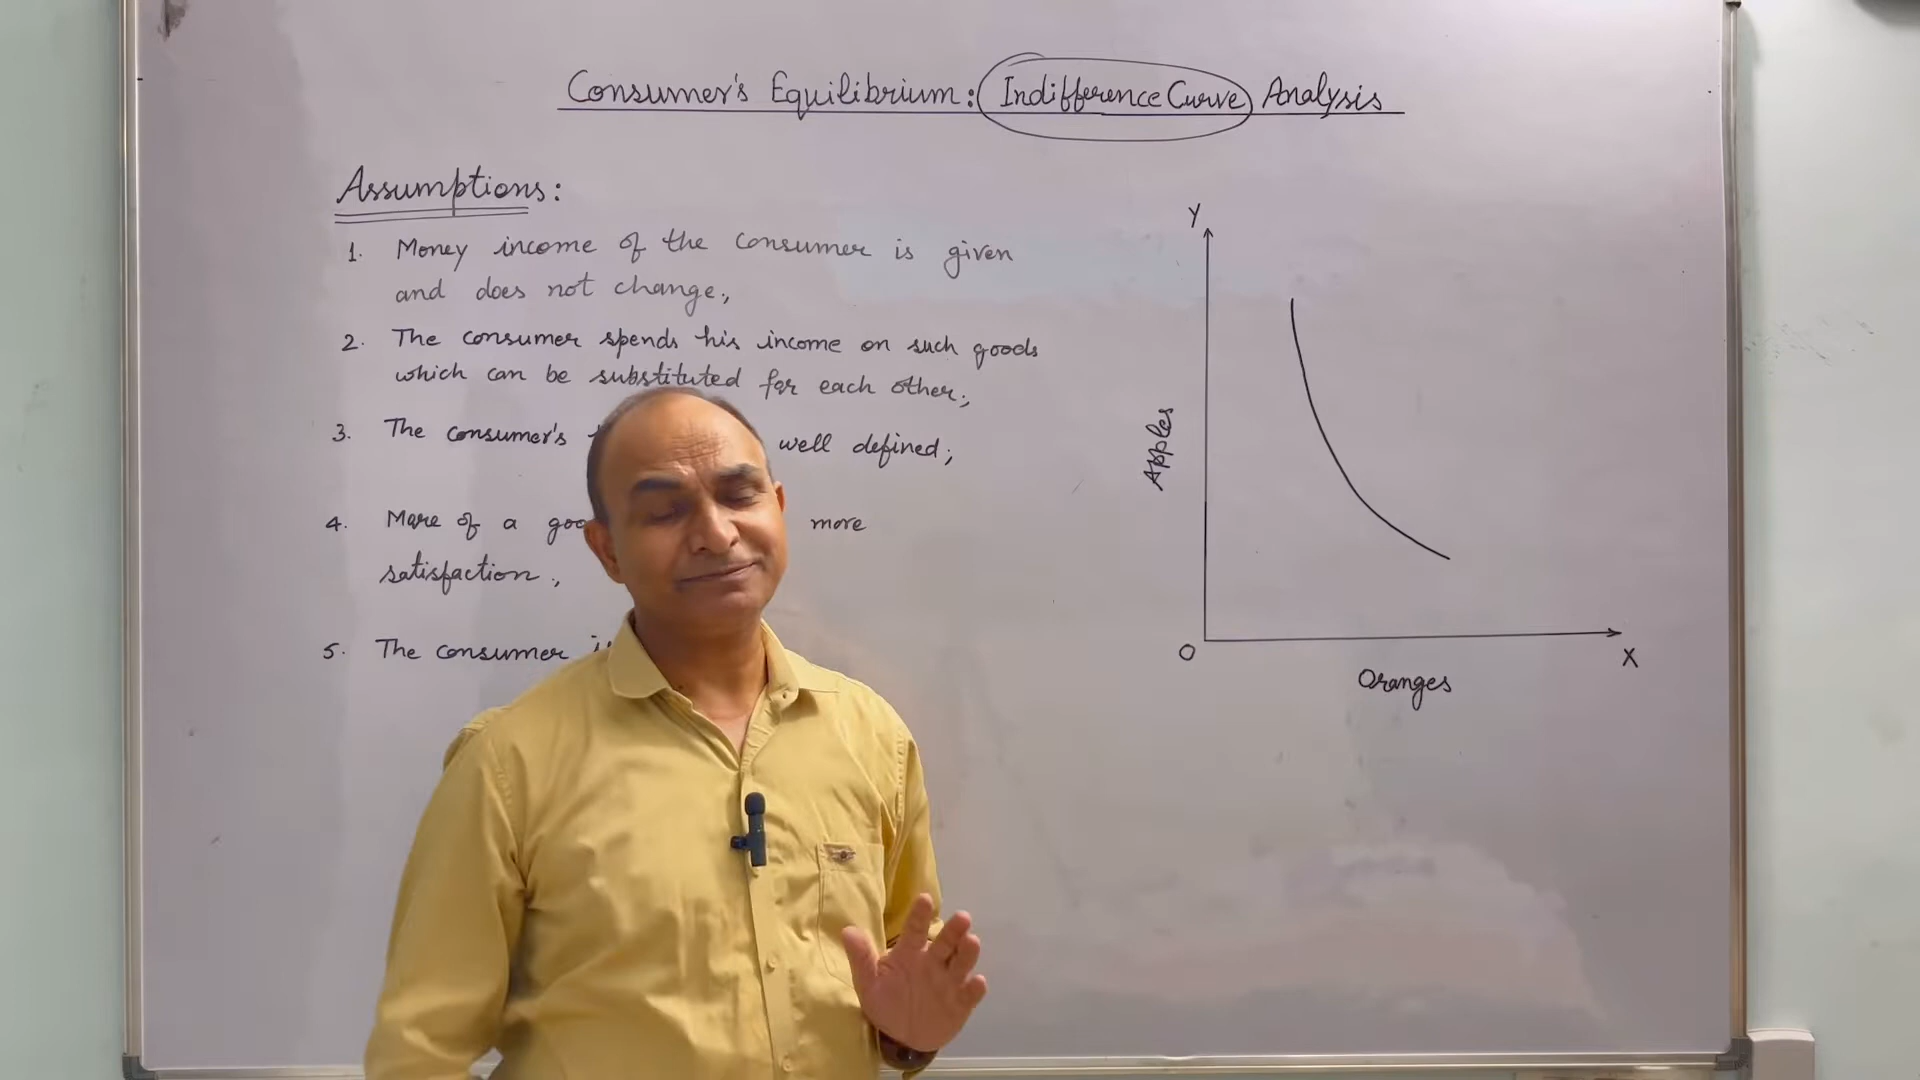 Consumer's Equilibrium: Indifference Curve Analysis
Assumptions:
1. Money income of the consumer is given
and does not change;
2. The consumer spends his income on such goods
which can be substituted for each other;
3. The consumer's well defined;
4. More of a more
satisfaction;
5. The consumer
Y
Apples
O
X
Oranges